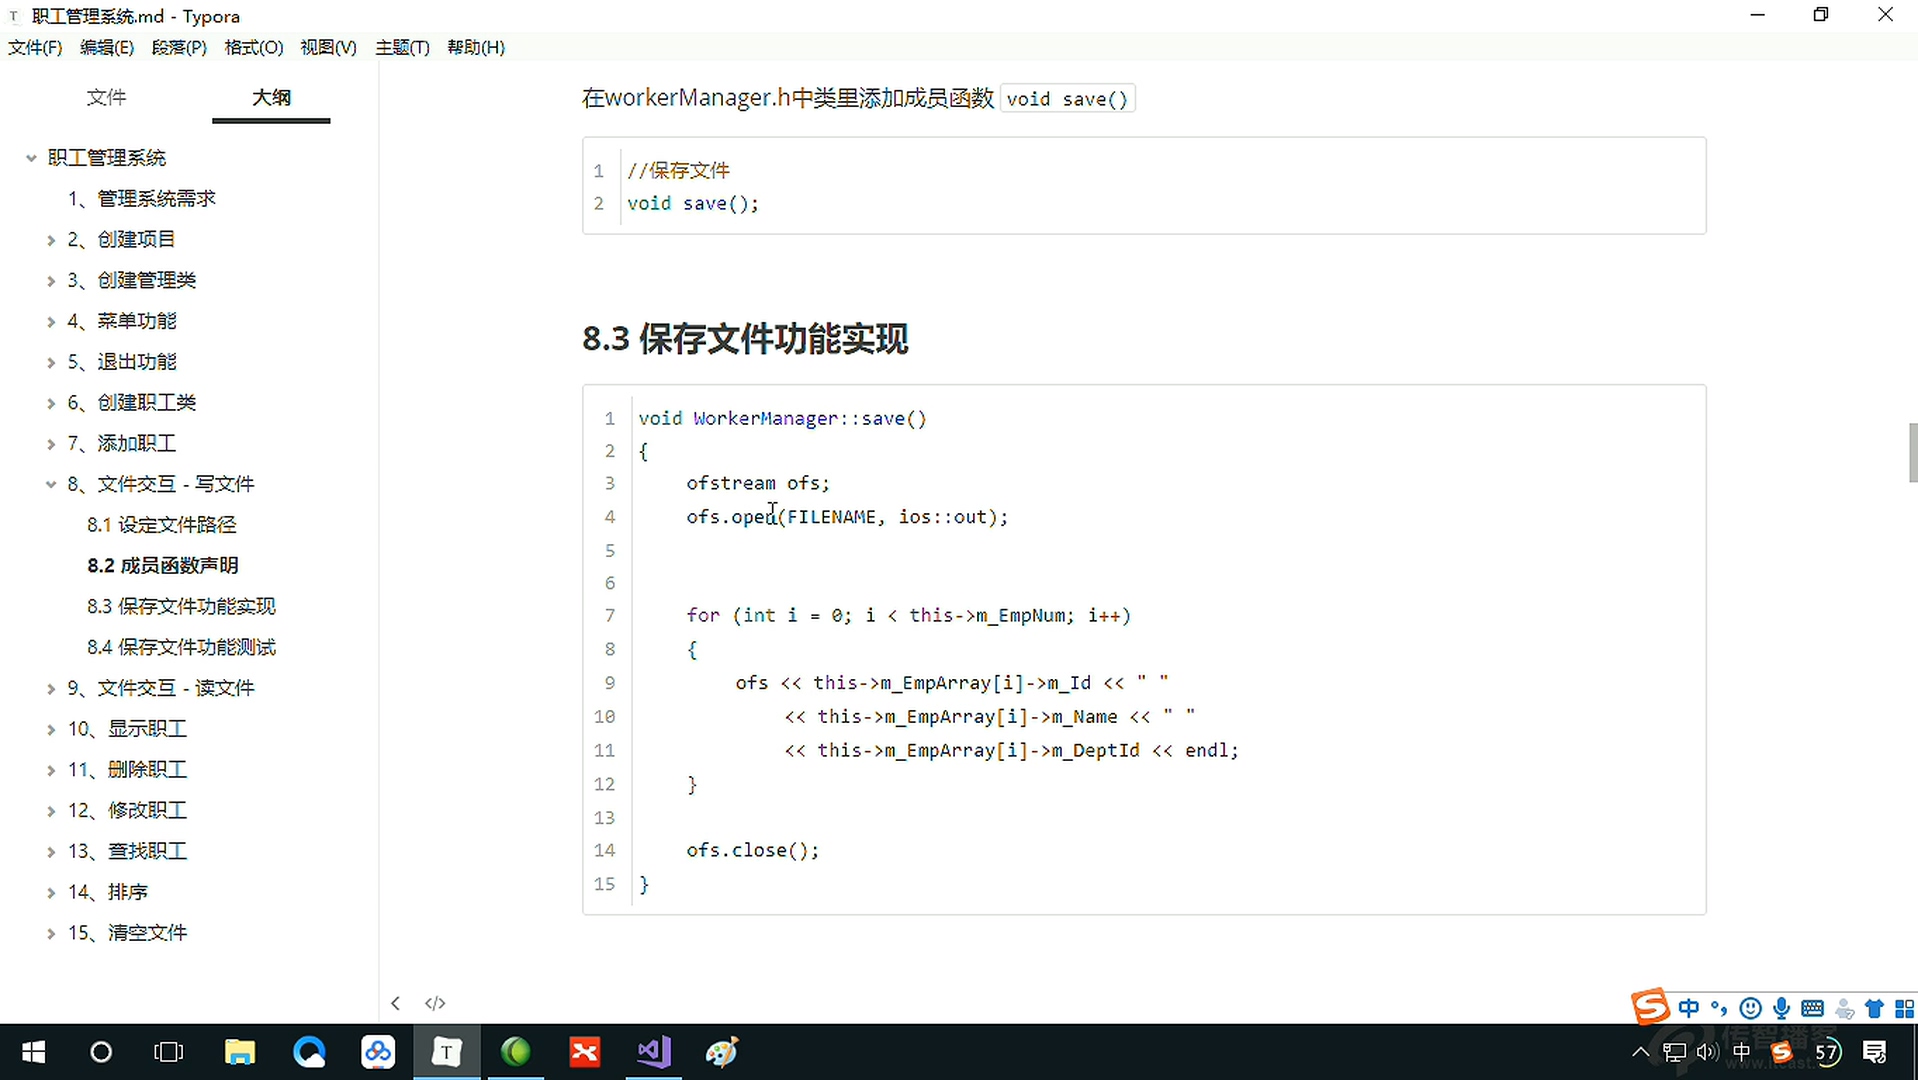 职工管理系统.md - Typora
文件(F) 编辑(E) 段落(P) 格式(O) 视图(V) 主题(T) 帮助(H)
文件 大纲
职工管理系统
1、管理系统需求
2、创建项目
3、创建管理类
4、菜单功能
5、退出功能
6、创建职工类
7、添加职工
8、文件交互 - 写文件
8.1 设定文件路径
8.2 成员函数声明
8.3 保存文件功能实现
8.4 保存文件功能测试
9、文件交互 - 读文件
10、显示职工
11、删除职工
12、修改职工
13、查找职工
14、排序
15、清空文件
在workerManager.h中类里添加成员函数 void save()
1 //保存文件
2 void save();
8.3 保存文件功能实现
1 void WorkerManager::save()
2 {
3 ofstream ofs;
4 ofs.open(FILENAME, ios::out);
5
6
7 for (int i = 0; i < this->m_EmpNum; i++)
8 {
9 ofs << this->m_EmpArray[i]->m_Id << " "
10 << this->m_EmpArray[i]->m_Name << " "
11 << this->m_EmpArray[i]->m_DeptId << endl;
12 }
13
14 ofs.close();
15 }
中
传智播客
T
中 57